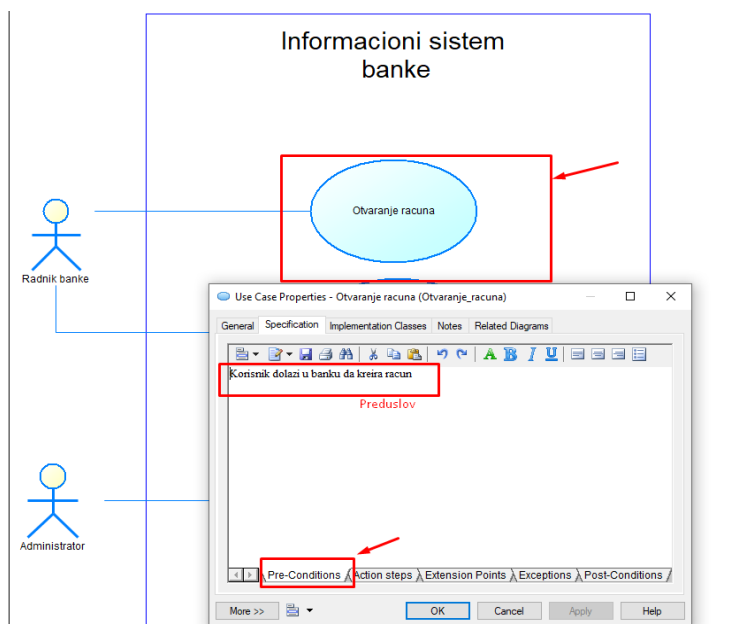 Informacioni sistem
banke
Otvaranje racuna
Radnik banke
Use Case Properties - Otvaranje racuna (Otvaranje_racuna)
General Specification Implementation Classes Notes Related Diagrams
A B I U
Korisnik dolazi u banku da kreira racun
Preduslov
Administrator
Pre-Conditions Action steps Extension Points Exceptions Post-Conditions
More >> OK Cancel Apply Help